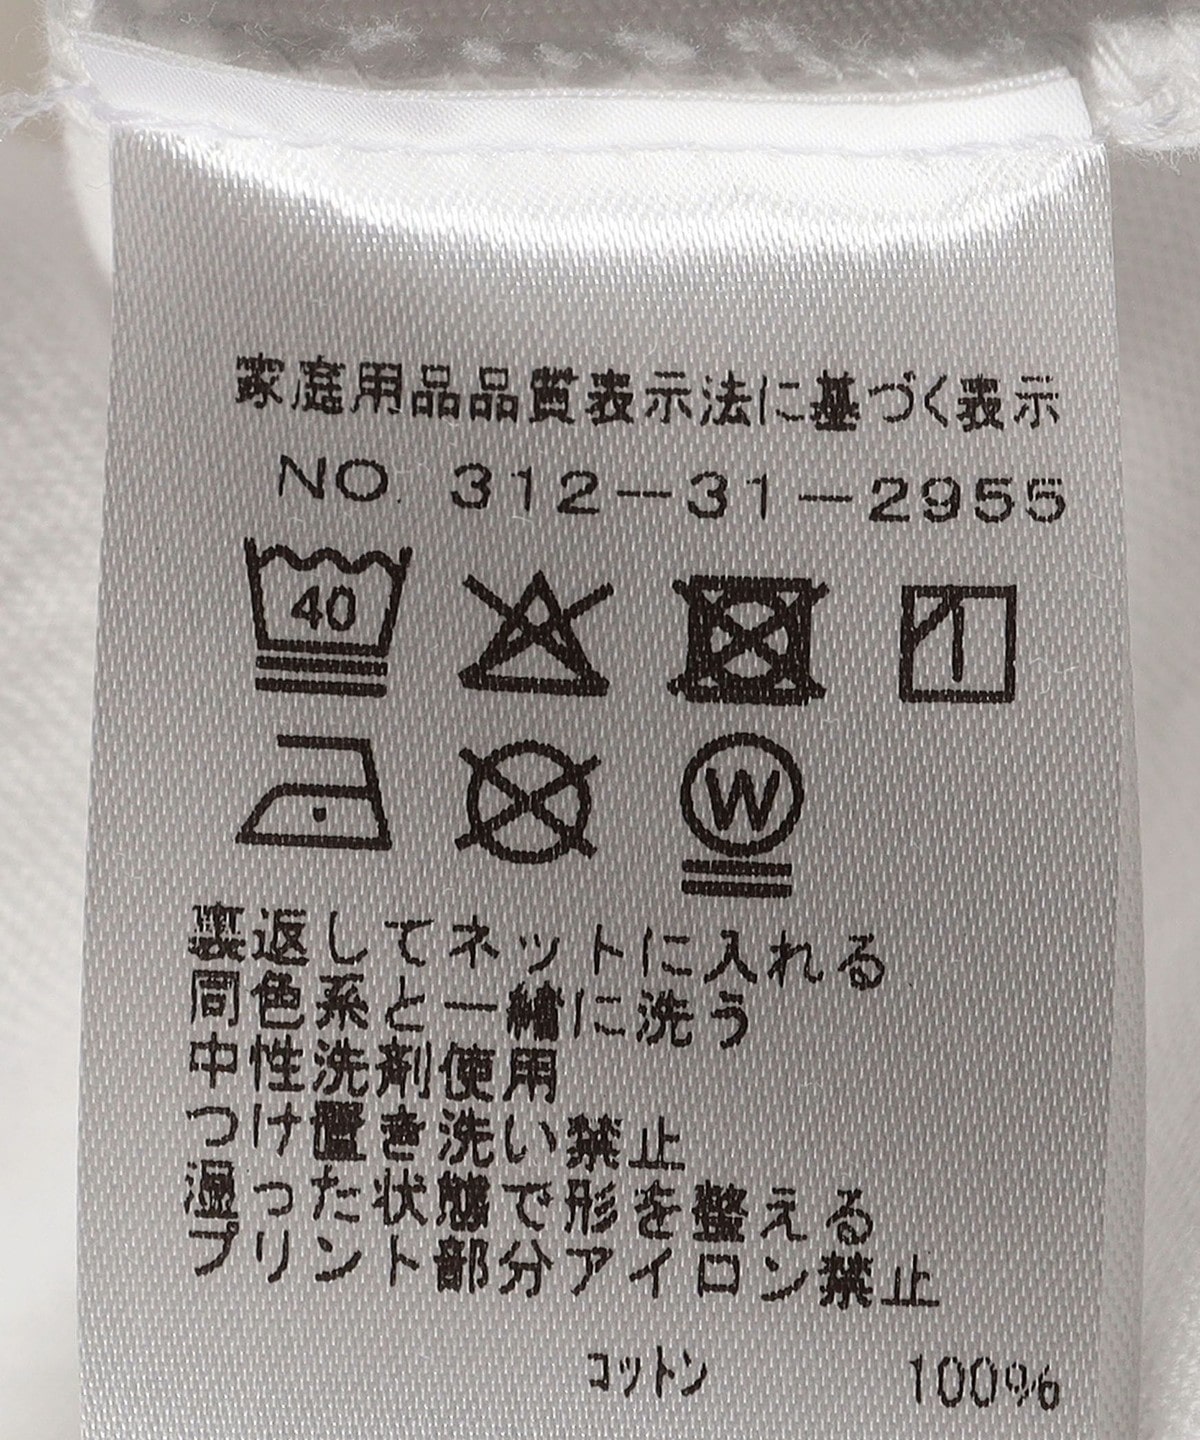 家庭用品品質表示法に基づく表示
NO. 312-31-2955
40
W
裏返してネットに入れる
同色系と一緒に洗う
中性洗剤使用
つけ置き洗い禁止
湿った状態で形を整える
プリント部分アイロン禁止
コットン 100%